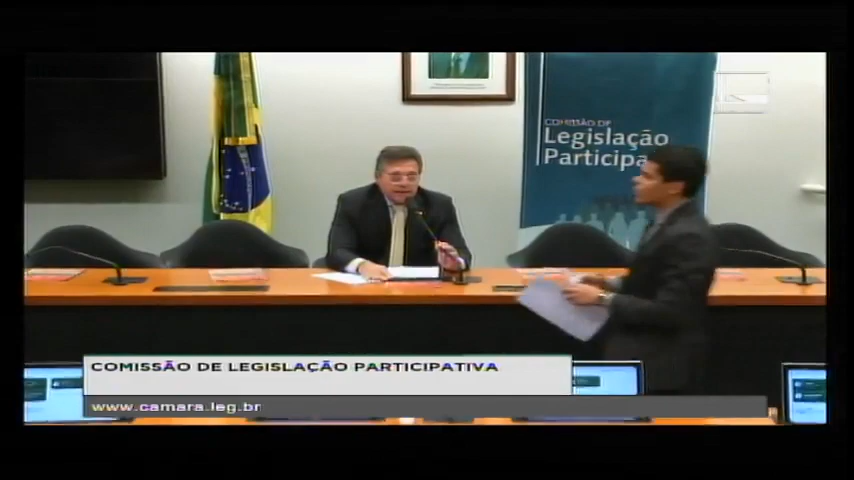 COMISSÃO DE
Legislação
Participa
COMISSÃO DE LEGISLAÇÃO PARTICIPATIVA
www.camara.leg.br